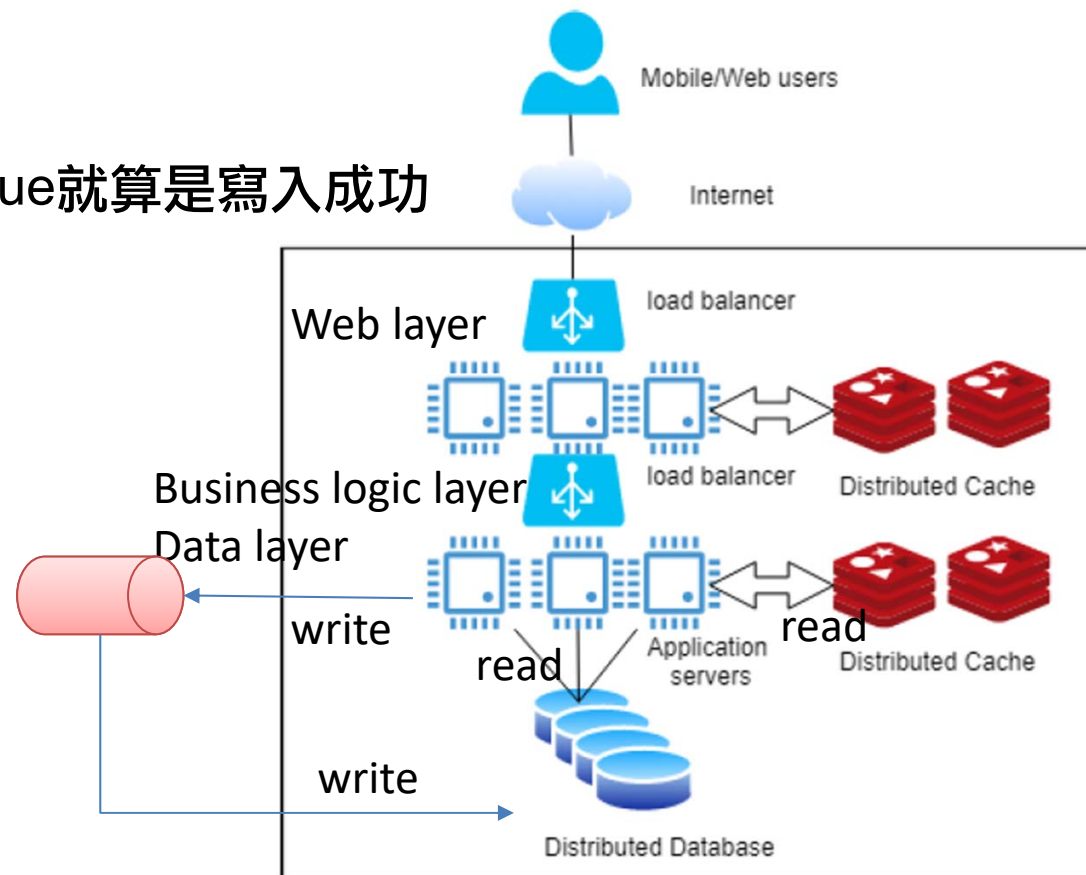 Mobile/Web users
ue就算是寫入成功
Internet
load balancer
Web layer
load balancer
Distributed Cache
Business logic layer
Data layer
write
read
read
Application
servers
Distributed Cache
write
Distributed Database